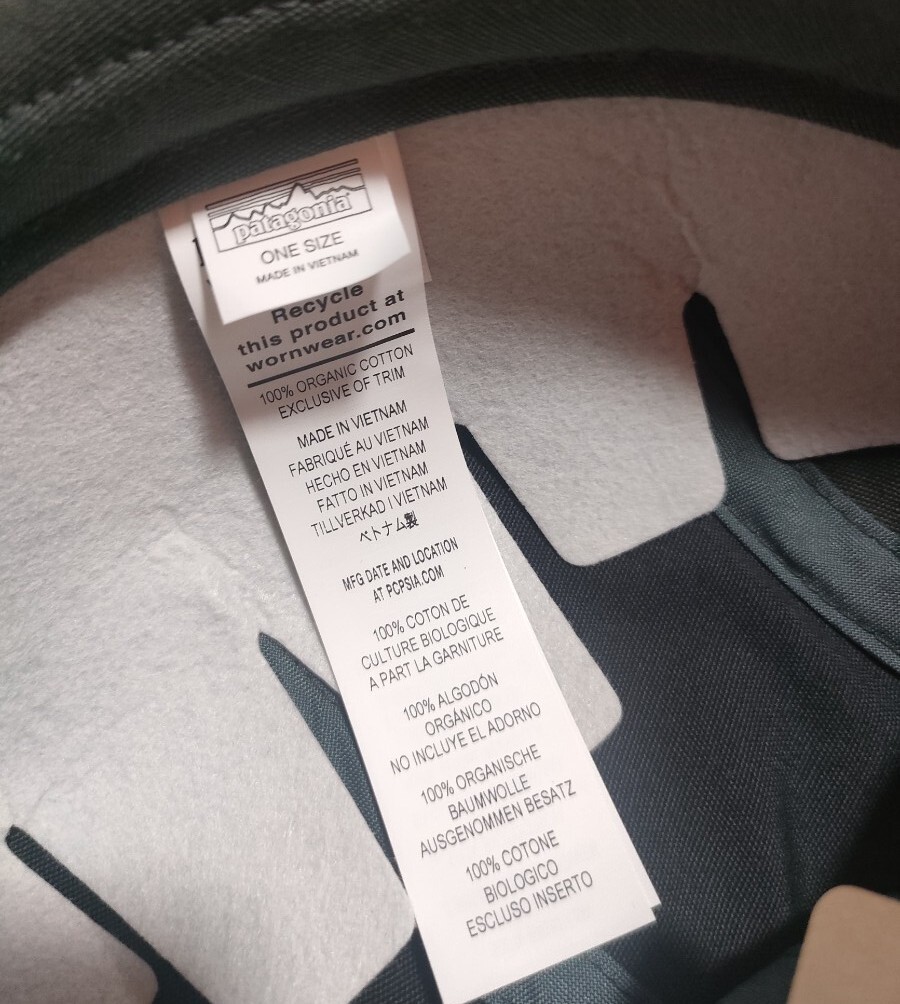 patagonia
ONE SIZE
MADE IN VIETNAM
Recycle
this product at
wornwear.com
100% ORGANIC COTTON
EXCLUSIVE OF TRIM
MADE IN VIETNAM
FABRIQUÉ AU VIETNAM
HECHO EN VIETNAM
FATTO IN VIETNAM
TILLVERKAD I VIETNAM
ベトナム製
MFG DATE AND LOCATION
AT PCPSIA.COM
100% COTON DE
CULTURE BIOLOGIQUE
A PART LA GARNITURE
100% ALGODÓN
ORGÁNICO
NO INCLUYE EL ADORNO
100% ORGANISCHE
BAUMWOLLE
AUSGENOMMEN BESATZ
100% COTONE
BIOLOGICO
ESCLUSO INSERTO